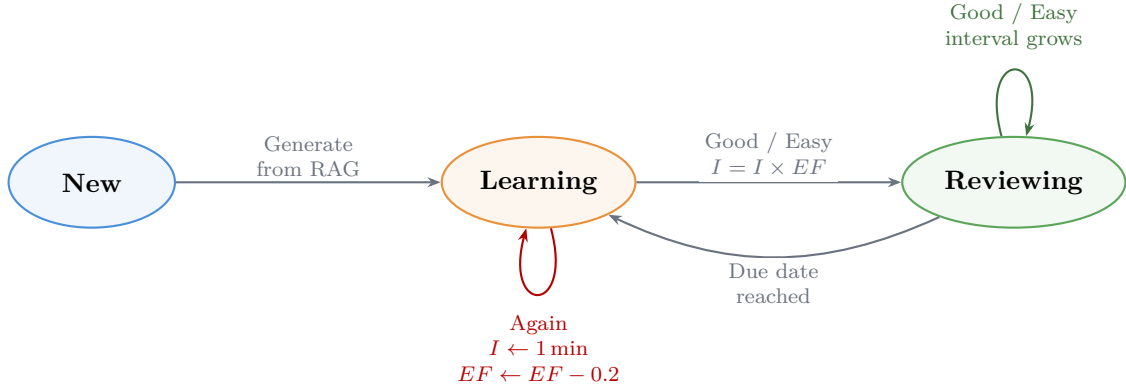 Good / Easy
interval grows
New
Generate
from RAG
Learning
Good / Easy
I = I × EF
Reviewing
Due date
reached
Again
I ← 1 min
EF ← EF − 0.2